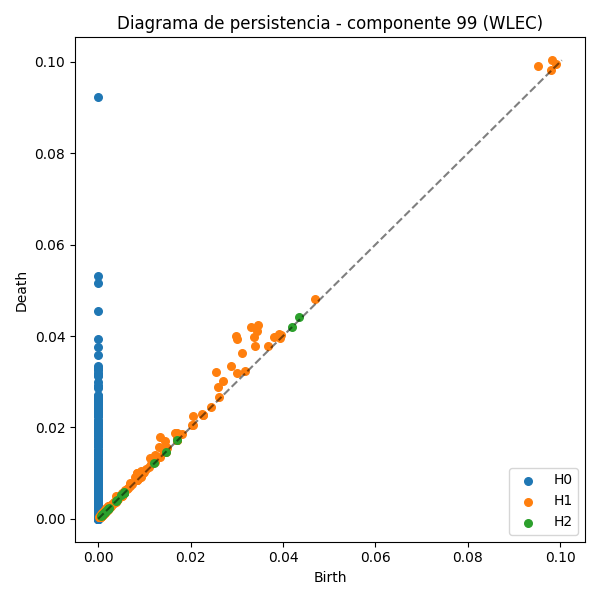 Diagrama de persistencia - componente 99 (WLEC)
Death
0.10
0.08
0.06
0.04
0.02
0.00
H0
H1
H2
0.00 0.02 0.04 0.06 0.08 0.10
Birth